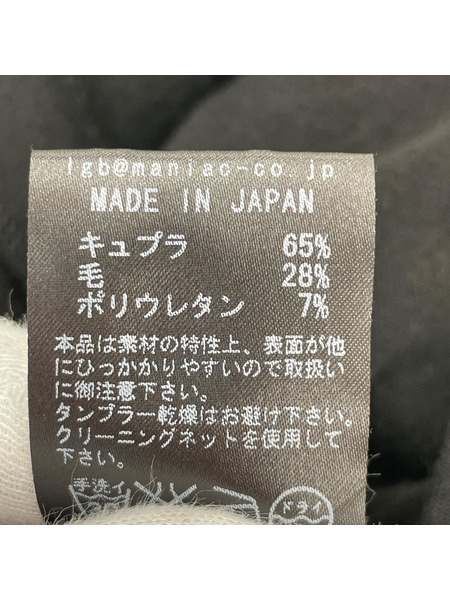 lgb@maniac-co.jp
MADE IN JAPAN
キュプラ 65%
毛 28%
ポリウレタン 7%
本品は素材の特性上、表面が他
にひっかかりやすいので取扱い
に御注意下さい。
タンブラー乾燥はお避け下さい。
クリーニングネットを使用して
下さい。
手洗イ
ドライ